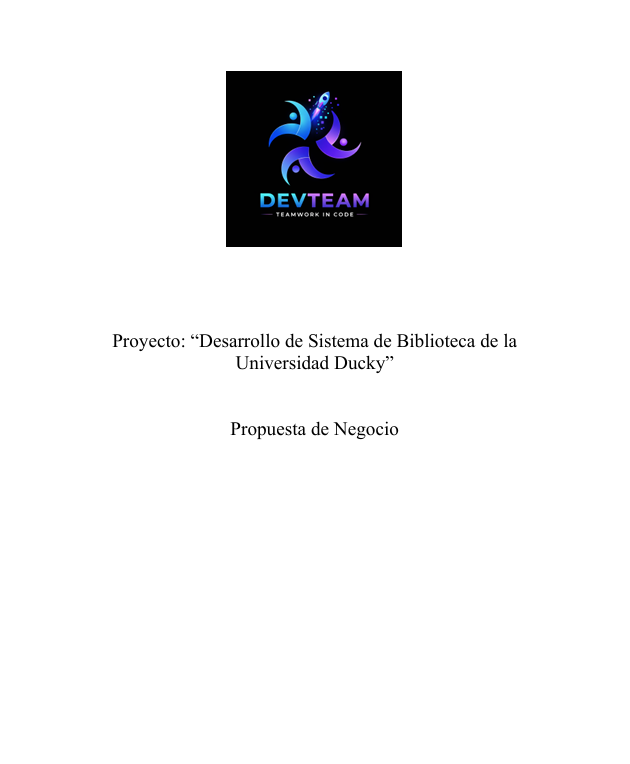 DEVTEAM
TEAMWORK IN CODE
Proyecto: “Desarrollo de Sistema de Biblioteca de la
Universidad Ducky”
Propuesta de Negocio